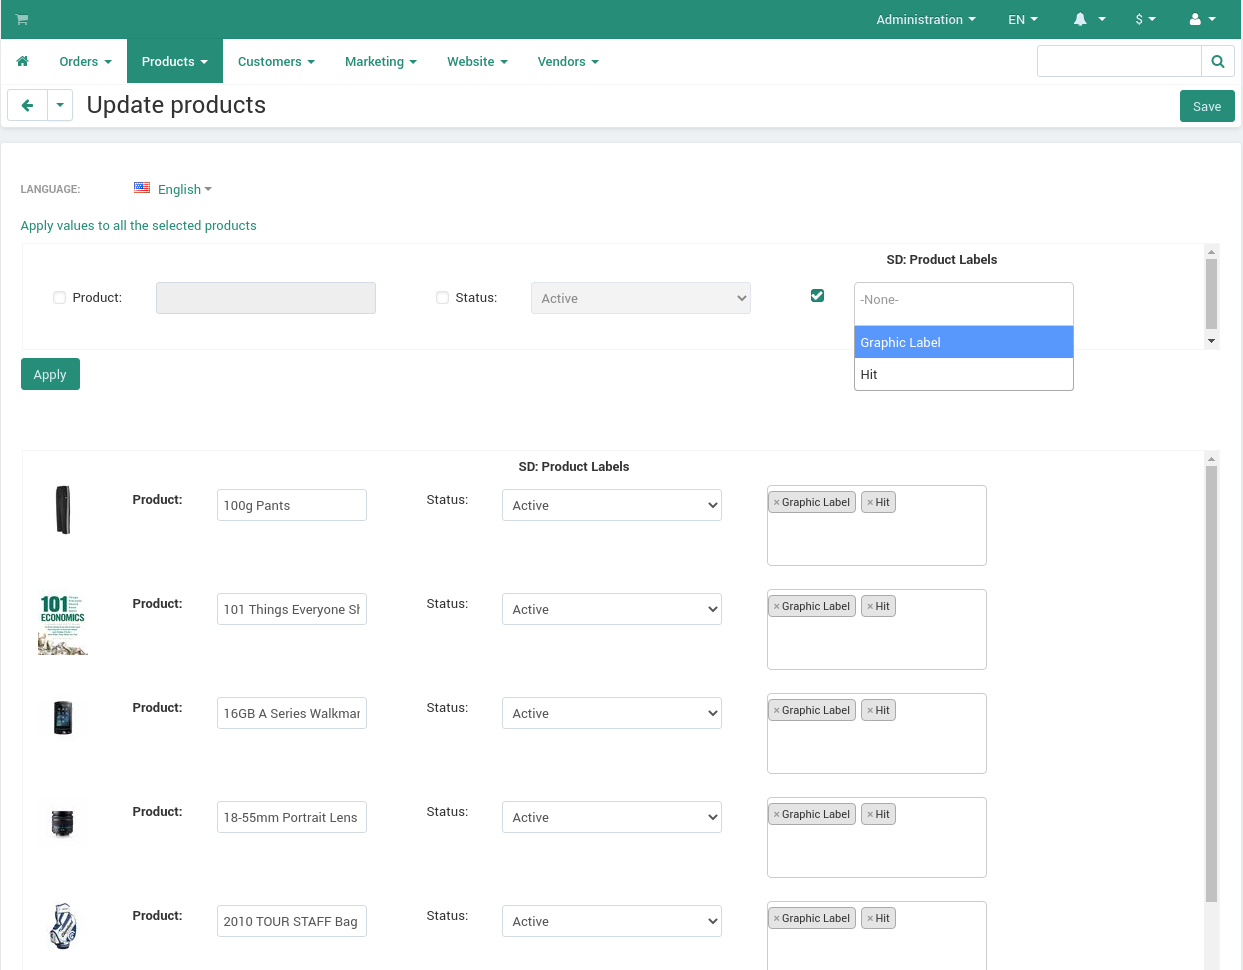 Administration EN $
Orders Products Customers Marketing Website Vendors
Update products Save
LANGUAGE: English
Apply values to all the selected products
SD: Product Labels
Product: Status: Active -None-
Graphic Label
Hit
Apply
SD: Product Labels
Product: 100g Pants Status: Active ×Graphic Label ×Hit
101
ECONOMICS
Product: 101 Things Everyone Sh Status: Active ×Graphic Label ×Hit
Product: 16GB A Series Walkman Status: Active ×Graphic Label ×Hit
Product: 18-55mm Portrait Lens Status: Active ×Graphic Label ×Hit
Product: 2010 TOUR STAFF Bag Status: Active ×Graphic Label ×Hit